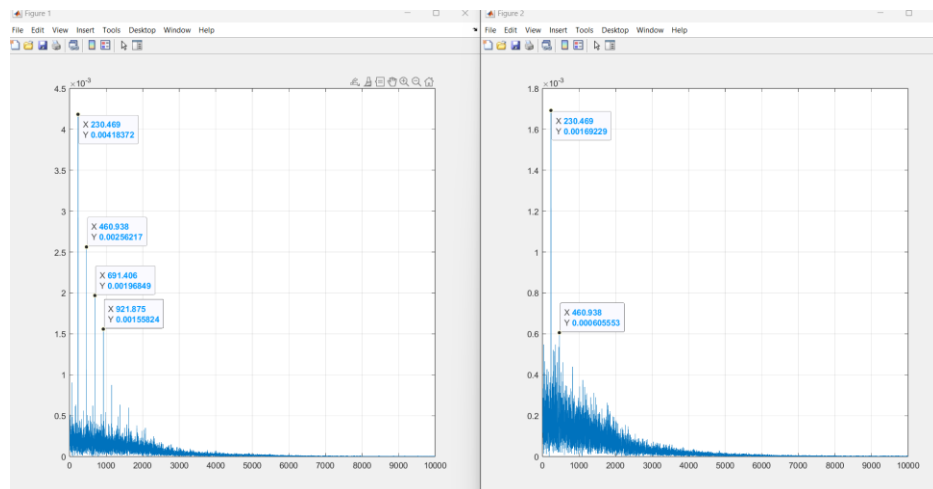 Figure 1
File Edit View Insert Tools Desktop Window Help
×10-3
4.5
4
3.5
3
2.5
2
1.5
1
0.5
0
X 230.469
Y 0.00418372
X 460.938
Y 0.00256217
X 691.406
Y 0.00196849
X 921.875
Y 0.00155824
0 1000 2000 3000 4000 5000 6000 7000 8000 9000 10000
Figure 2
File Edit View Insert Tools Desktop Window Help
×10-3
1.8
1.6
1.4
1.2
1
0.8
0.6
0.4
0.2
0
X 230.469
Y 0.00169229
X 460.938
Y 0.000605553
0 1000 2000 3000 4000 5000 6000 7000 8000 9000 10000